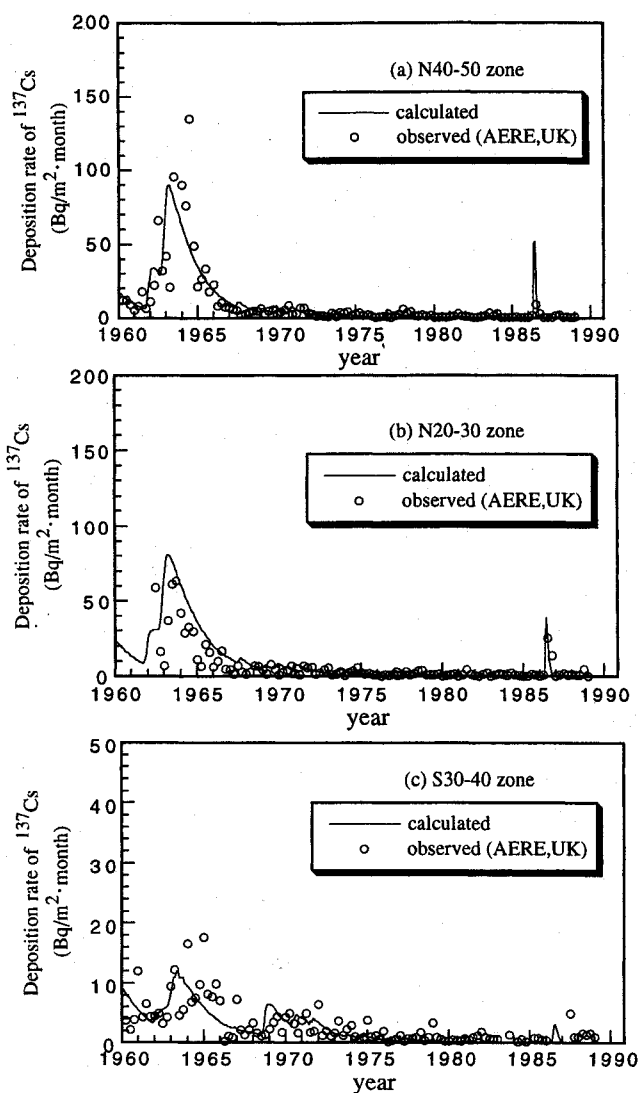 200
150
100
50
0
Deposition rate of ¹³⁷Cs
(Bq/m²·month)
(a) N40-50 zone
calculated
observed (AERE,UK)
1960 1965 1970 1975 1980 1985 1990
year
200
150
100
50
0
Deposition rate of ¹³⁷Cs
(Bq/m²·month)
(b) N20-30 zone
calculated
observed (AERE,UK)
1960 1965 1970 1975 1980 1985 1990
year
50
40
30
20
10
0
Deposition rate of ¹³⁷Cs
(Bq/m²·month)
(c) S30-40 zone
calculated
observed (AERE,UK)
1960 1965 1970 1975 1980 1985 1990
year